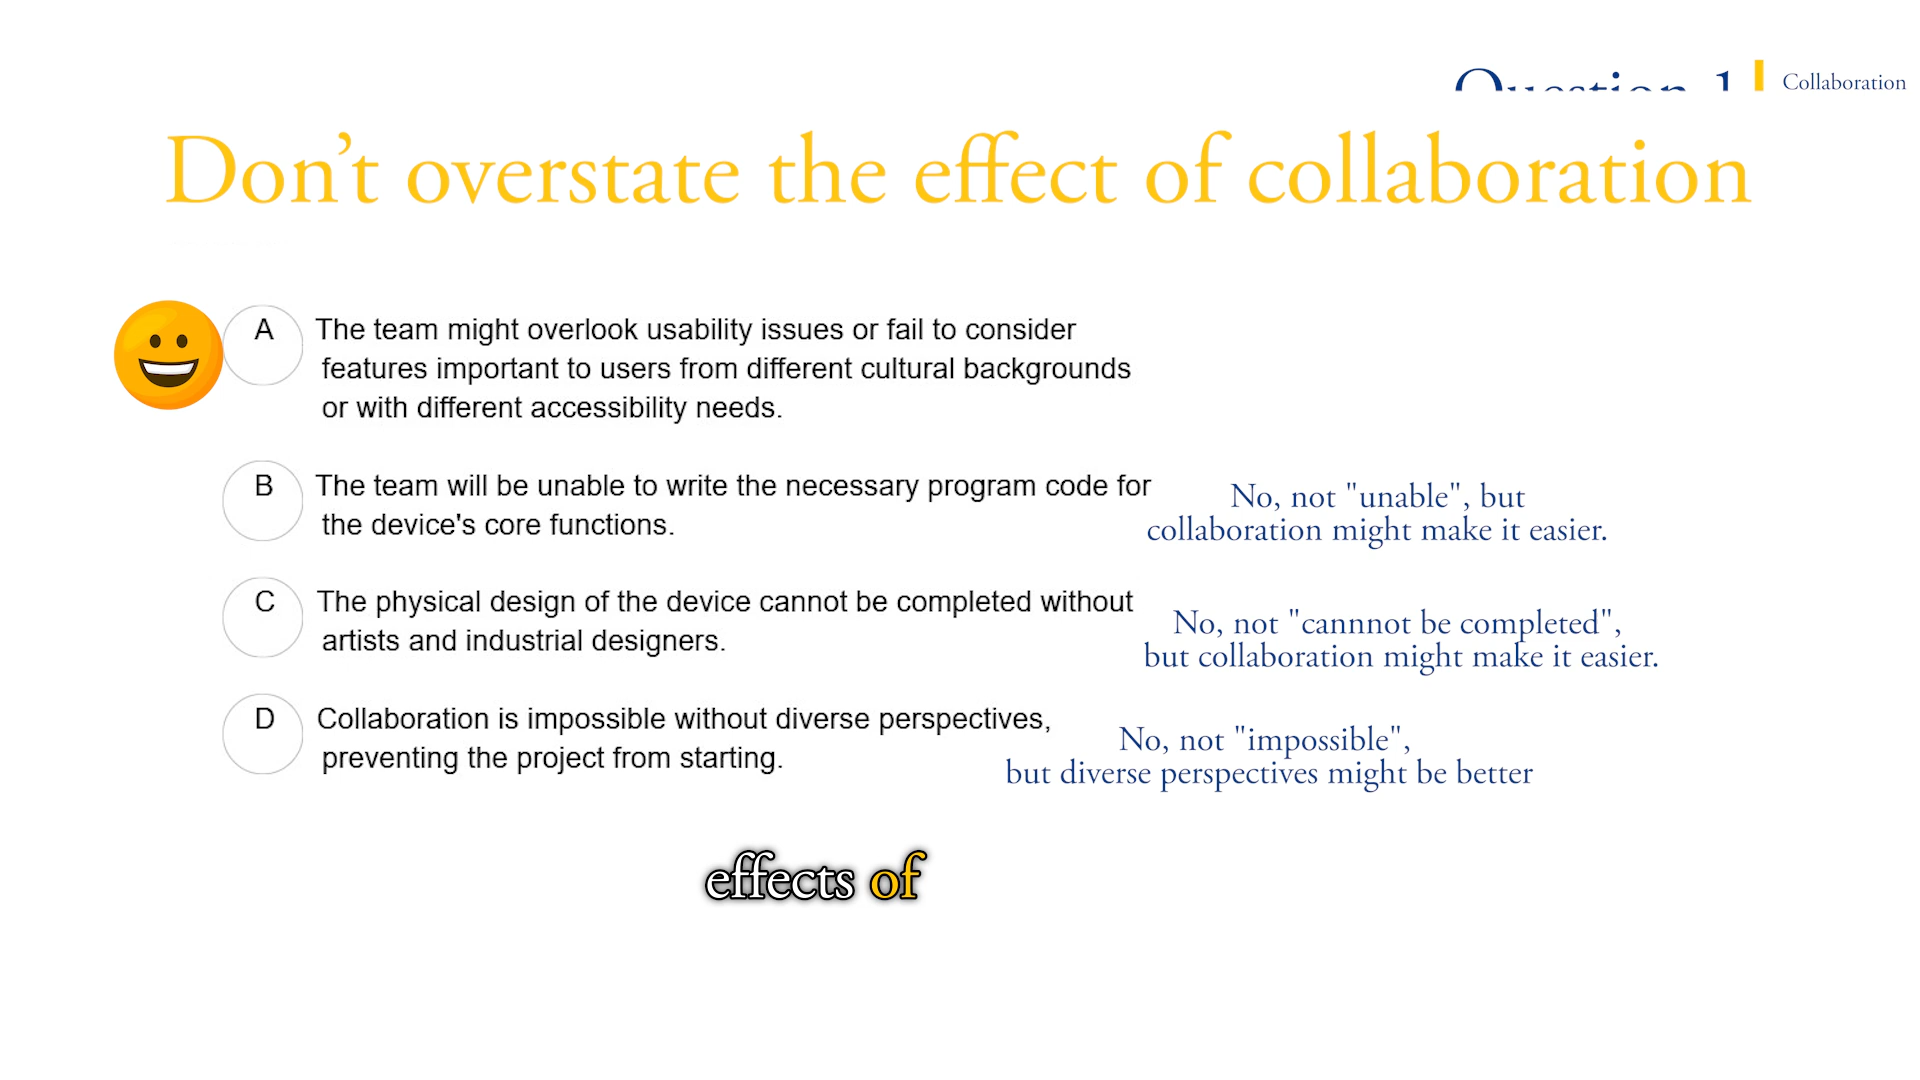 Question 1
Collaboration
Don’t overstate the effect of collaboration
A
The team might overlook usability issues or fail to consider
features important to users from different cultural backgrounds
or with different accessibility needs.
B
The team will be unable to write the necessary program code for
the device's core functions.
No, not "unable", but
collaboration might make it easier.
C
The physical design of the device cannot be completed without
artists and industrial designers.
No, not "cannnot be completed",
but collaboration might make it easier.
D
Collaboration is impossible without diverse perspectives,
preventing the project from starting.
No, not "impossible",
but diverse perspectives might be better
effects of